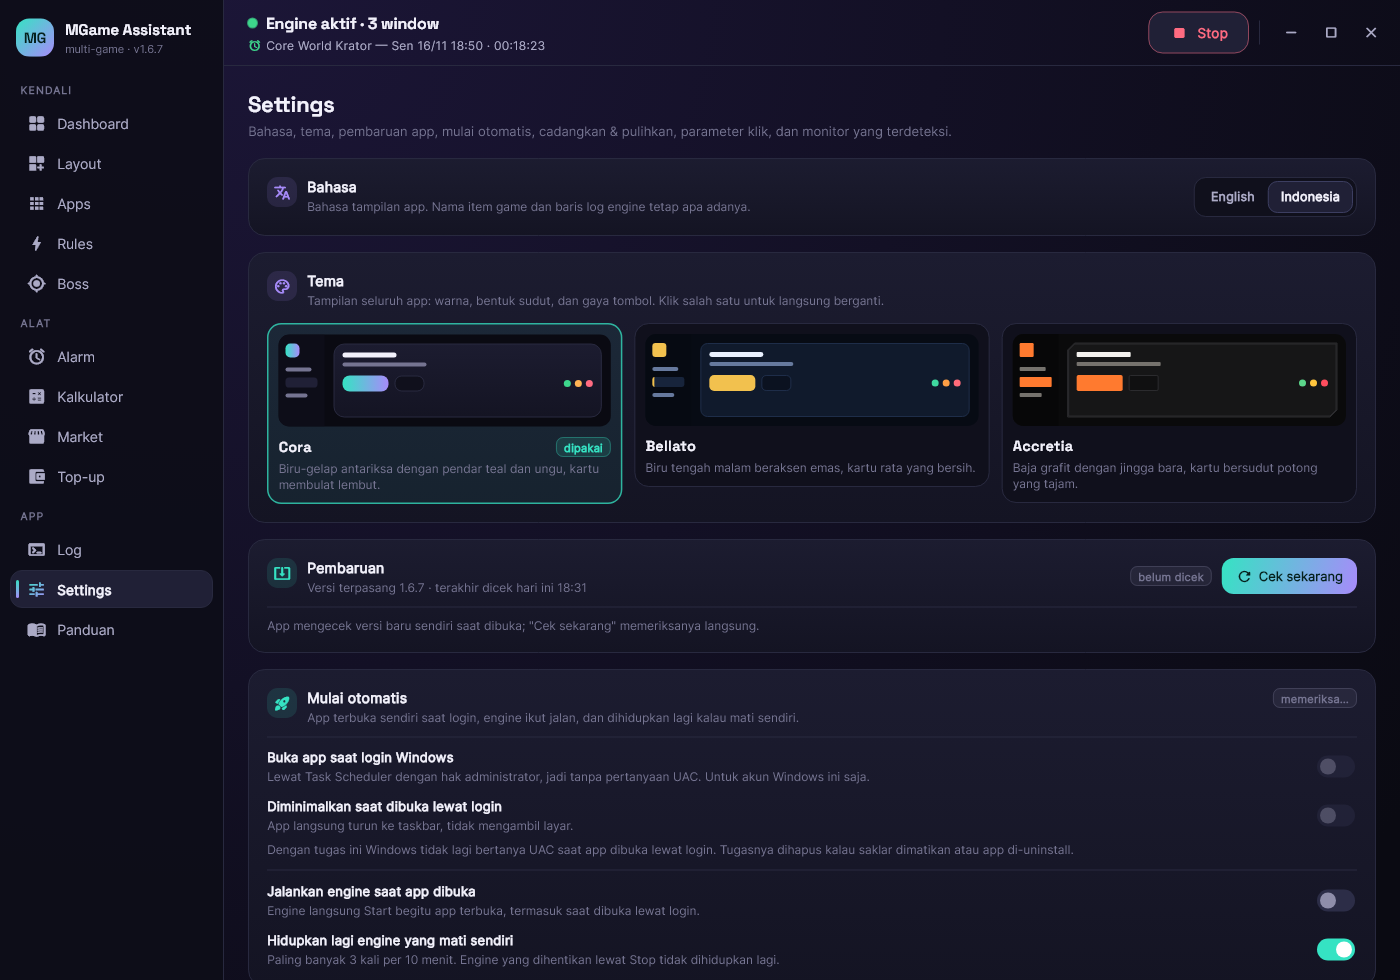 MG
MGame Assistant
multi-game · v1.6.7
KENDALI
Dashboard
Layout
Apps
Rules
Boss
ALAT
Alarm
Kalkulator
Market
Top-up
APP
Log
Settings
Panduan
Engine aktif · 3 window
Core World Krator — Sen 16/11 18:50 · 00:18:23
Stop
Settings
Bahasa, tema, pembaruan app, mulai otomatis, cadangkan & pulihkan, parameter klik, dan monitor yang terdeteksi.
Bahasa
Bahasa tampilan app. Nama item game dan baris log engine tetap apa adanya.
English
Indonesia
Tema
Tampilan seluruh app: warna, bentuk sudut, dan gaya tombol. Klik salah satu untuk langsung berganti.
Cora
dipakai
Biru-gelap antariksa dengan pendar teal dan ungu, kartu
membulat lembut.
Bellato
Biru tengah malam beraksen emas, kartu rata yang bersih.
Accretia
Baja grafit dengan jingga bara, kartu bersudut potong
yang tajam.
Pembaruan
Versi terpasang 1.6.7 · terakhir dicek hari ini 18:31
belum dicek
Cek sekarang
App mengecek versi baru sendiri saat dibuka; "Cek sekarang" memeriksanya langsung.
Mulai otomatis
App terbuka sendiri saat login, engine ikut jalan, dan dihidupkan lagi kalau mati sendiri.
memeriksa...
Buka app saat login Windows
Lewat Task Scheduler dengan hak administrator, jadi tanpa pertanyaan UAC. Untuk akun Windows ini saja.
Diminimalkan saat dibuka lewat login
App langsung turun ke taskbar, tidak mengambil layar.
Dengan tugas ini Windows tidak lagi bertanya UAC saat app dibuka lewat login. Tugasnya dihapus kalau saklar dimatikan atau app di-uninstall.
Jalankan engine saat app dibuka
Engine langsung Start begitu app terbuka, termasuk saat dibuka lewat login.
Hidupkan lagi engine yang mati sendiri
Paling banyak 3 kali per 10 menit. Engine yang dihentikan lewat Stop tidak dihidupkan lagi.